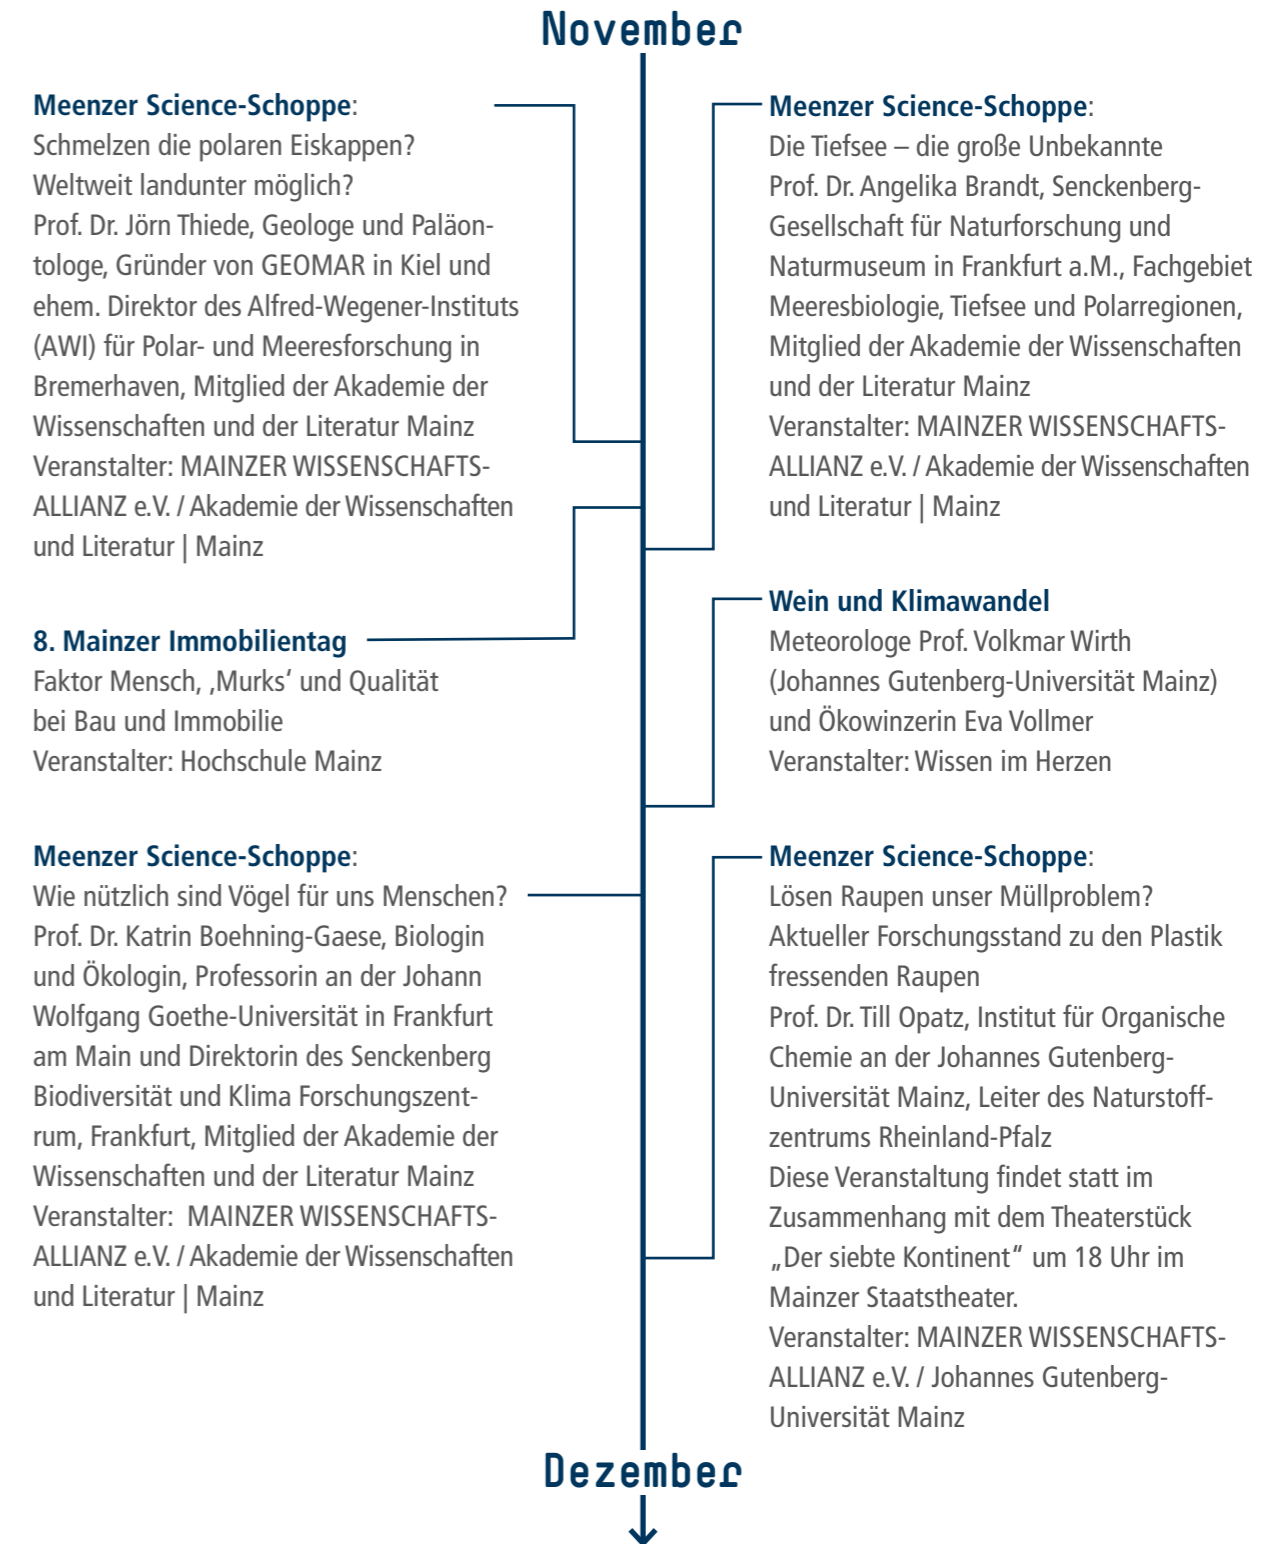 November
Meenzer Science-Schoppe:
Schmelzen die polaren Eiskappen?
Weltweit landunter möglich?
Prof. Dr. Jörn Thiede, Geologe und Paläon-
tologe, Gründer von GEOMAR in Kiel und
ehem. Direktor des Alfred-Wegener-Instituts
(AWI) für Polar- und Meeresforschung in
Bremerhaven, Mitglied der Akademie der
Wissenschaften und der Literatur Mainz
Veranstalter: MAINZER WISSENSCHAFTS-
ALLIANZ e.V. / Akademie der Wissenschaften
und Literatur | Mainz
8. Mainzer Immobilientag
Faktor Mensch, ‚Murks‘ und Qualität
bei Bau und Immobilie
Veranstalter: Hochschule Mainz
Meenzer Science-Schoppe:
Wie nützlich sind Vögel für uns Menschen?
Prof. Dr. Katrin Boehning-Gaese, Biologin
und Ökologin, Professorin an der Johann
Wolfgang Goethe-Universität in Frankfurt
am Main und Direktorin des Senckenberg
Biodiversität und Klima Forschungszent-
rum, Frankfurt, Mitglied der Akademie der
Wissenschaften und der Literatur Mainz
Veranstalter: MAINZER WISSENSCHAFTS-
ALLIANZ e.V. / Akademie der Wissenschaften
und Literatur | Mainz
Meenzer Science-Schoppe:
Die Tiefsee – die große Unbekannte
Prof. Dr. Angelika Brandt, Senckenberg-
Gesellschaft für Naturforschung und
Naturmuseum in Frankfurt a.M., Fachgebiet
Meeresbiologie, Tiefsee und Polarregionen,
Mitglied der Akademie der Wissenschaften
und der Literatur Mainz
Veranstalter: MAINZER WISSENSCHAFTS-
ALLIANZ e.V. / Akademie der Wissenschaften
und Literatur | Mainz
Wein und Klimawandel
Meteorologe Prof. Volkmar Wirth
(Johannes Gutenberg-Universität Mainz)
und Ökowinzerin Eva Vollmer
Veranstalter: Wissen im Herzen
Meenzer Science-Schoppe:
Lösen Raupen unser Müllproblem?
Aktueller Forschungsstand zu den Plastik
fressenden Raupen
Prof. Dr. Till Opatz, Institut für Organische
Chemie an der Johannes Gutenberg-
Universität Mainz, Leiter des Naturstoff-
zentrums Rheinland-Pfalz
Diese Veranstaltung findet statt im
Zusammenhang mit dem Theaterstück
„Der siebte Kontinent“ um 18 Uhr im
Mainzer Staatstheater.
Veranstalter: MAINZER WISSENSCHAFTS-
ALLIANZ e.V. / Johannes Gutenberg-
Universität Mainz
Dezember